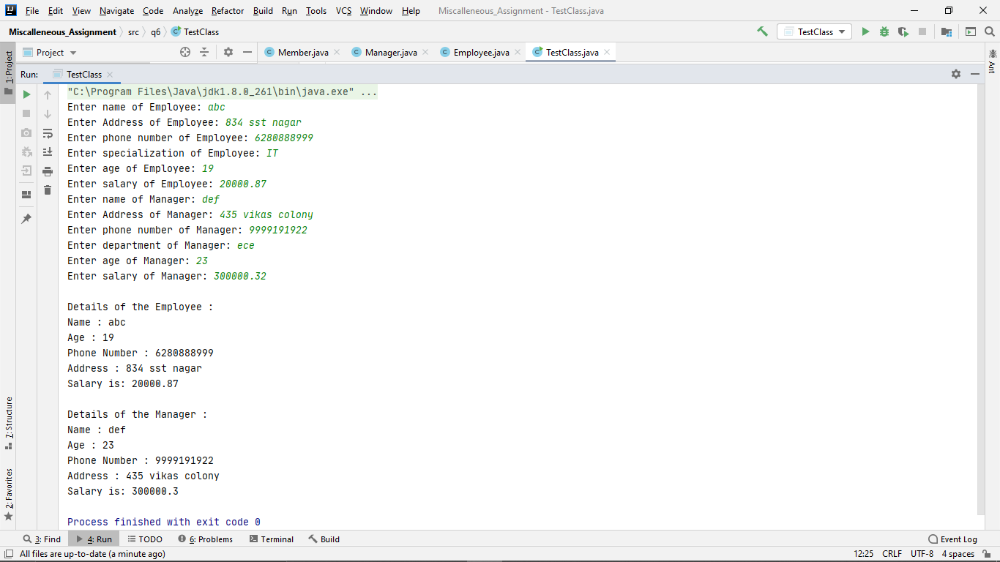 File Edit View Navigate Code Analyze Refactor Build Run Tools VCS Window Help Miscalleneous_Assignment - TestClass.java
Miscalleneous_Assignment src q6 TestClass TestClass
1: Project
Project Member.java Manager.java Employee.java TestClass.java
Ant
Run: TestClass
"C:\Program Files\Java\jdk1.8.0_261\bin\java.exe" ...
Enter name of Employee: abc
Enter Address of Employee: 834 sst nagar
Enter phone number of Employee: 6280888999
Enter specialization of Employee: IT
Enter age of Employee: 19
Enter salary of Employee: 20000.87
Enter name of Manager: def
Enter Address of Manager: 435 vikas colony
Enter phone number of Manager: 9999191922
Enter department of Manager: ece
Enter age of Manager: 23
Enter salary of Manager: 300000.32
Details of the Employee :
Name : abc
Age : 19
Phone Number : 6280888999
Address : 834 sst nagar
Salary is: 20000.87
Details of the Manager :
Name : def
Age : 23
Phone Number : 9999191922
Address : 435 vikas colony
Salary is: 300000.3
Process finished with exit code 0
7: Structure
2: Favorites
3: Find 4: Run TODO 6: Problems Terminal Build Event Log
All files are up-to-date (a minute ago) 12:25 CRLF UTF-8 4 spaces